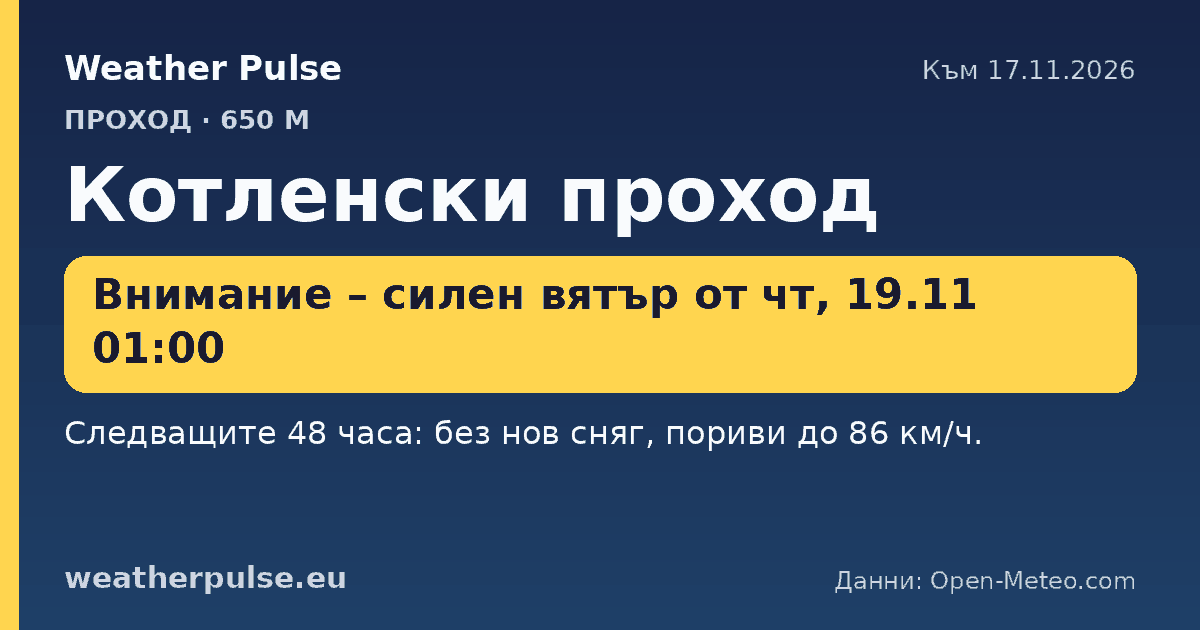 Weather Pulse
Към 17.11.2026
ПРОХОД · 650 М
Котленски проход
Внимание – силен вятър от чт, 19.11
01:00
Следващите 48 часа: без нов сняг, пориви до 86 км/ч.
weatherpulse.eu
Данни: Open-Meteo.com